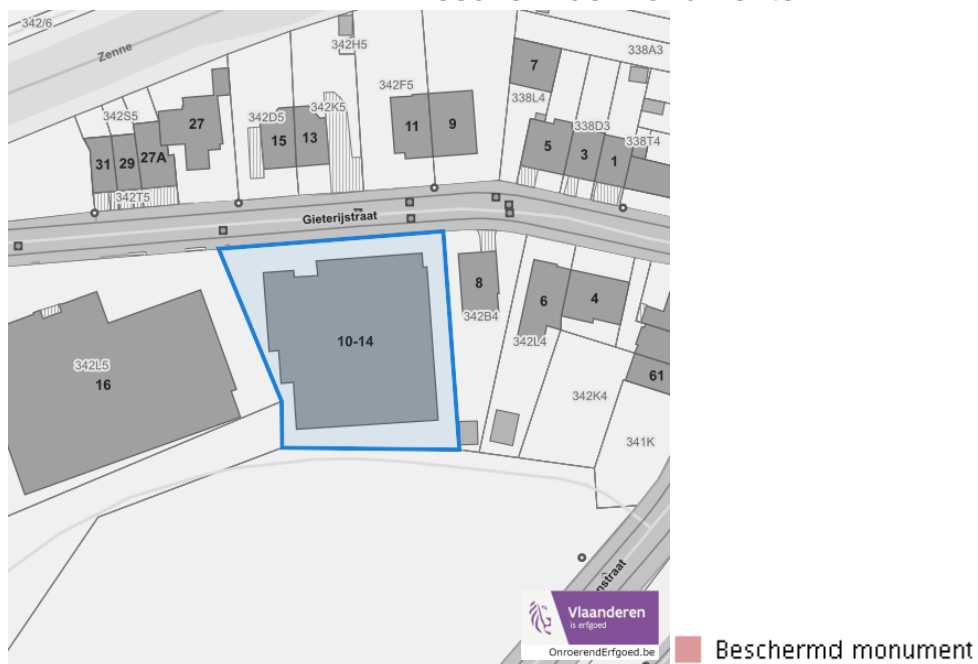 342/6
Zenne
342H5
338A3
7
342F5
338L4
342S5
27
342D5
342K5
15
13
11
9
338D3
5
3
1
338T4
31
29
27A
342T5
Gieterijstraat
8
6
4
342B4
10-14
342L4
342L5
16
61
342K4
341K
nstraat
Vlaanderen
is erfgoed
OnroerendErfgoed.be
Beschermd monument